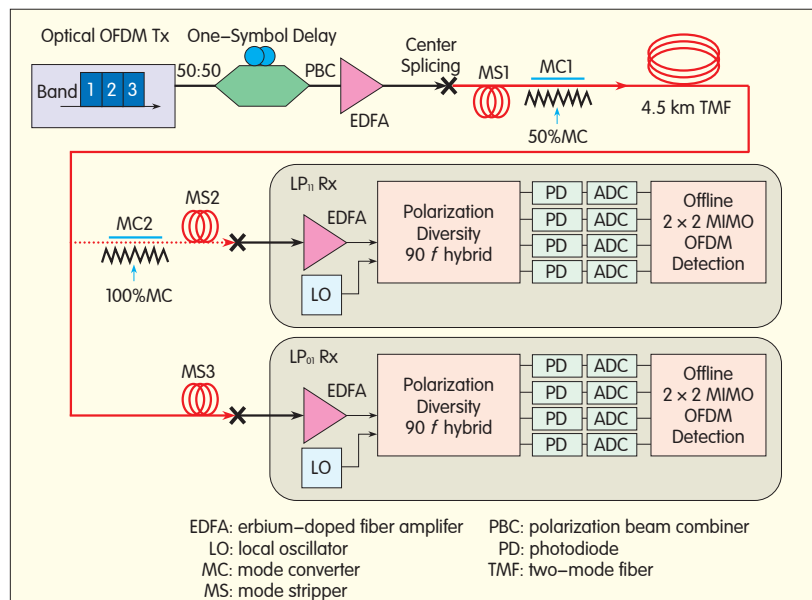 Optical OFDM Tx
One-Symbol Delay
Band
1 2 3
50:50
PBC
EDFA
Center
Splicing
MS1
MC1
50%MC
4.5 km TMF
MC2
100%MC
MS2
LP₁₁ Rx
EDFA
LO
Polarization
Diversity
90 f hybrid
PD ADC
PD ADC
PD ADC
PD ADC
Offline
2 × 2 MIMO
OFDM
Detection
MS3
LP₀₁ Rx
EDFA
LO
Polarization
Diversity
90 f hybrid
PD ADC
PD ADC
PD ADC
PD ADC
Offline
2 × 2 MIMO
OFDM
Detection
EDFA: erbium-doped fiber amplifer
LO: local oscillator
MC: mode converter
MS: mode stripper
PBC: polarization beam combiner
PD: photodiode
TMF: two-mode fiber